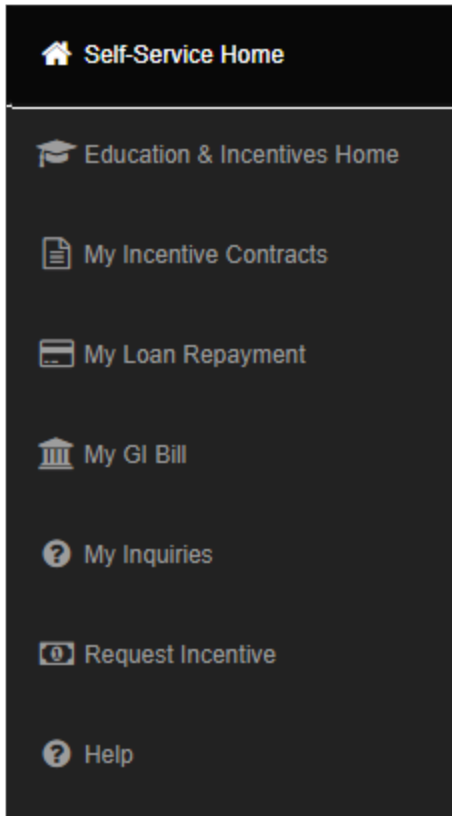 Self-Service Home
Education & Incentives Home
My Incentive Contracts
My Loan Repayment
My GI Bill
My Inquiries
Request Incentive
Help